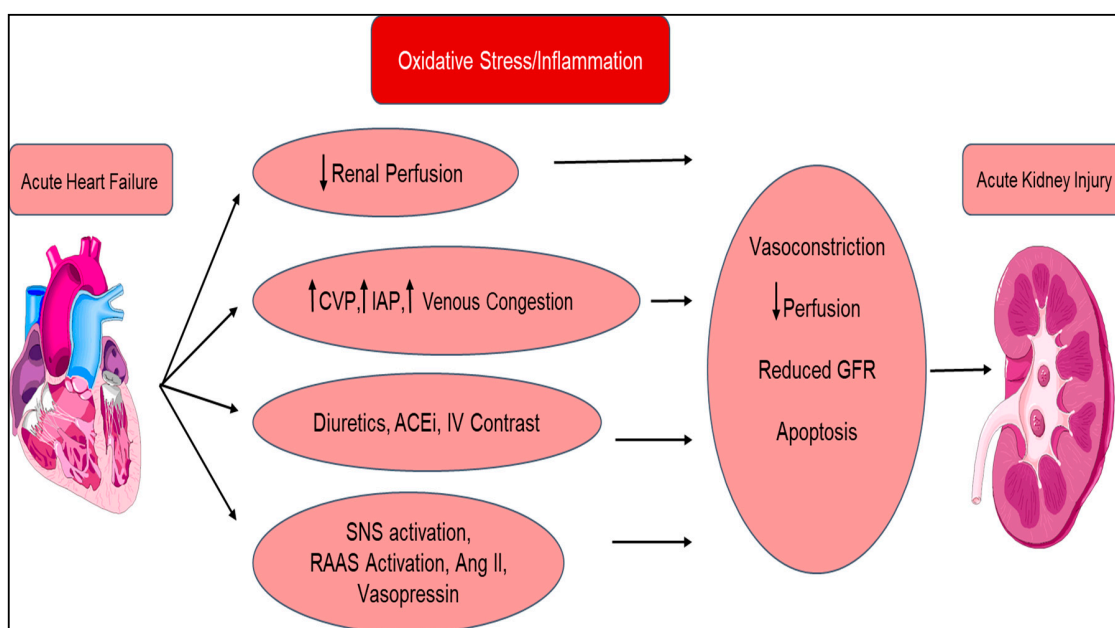 Oxidative Stress/Inflammation
Acute Heart Failure
↓ Renal Perfusion
↑CVP,↑IAP,↑ Venous Congestion
Diuretics, ACEi, IV Contrast
SNS activation,
RAAS Activation, Ang II,
Vasopressin
Vasoconstriction
↓Perfusion
Reduced GFR
Apoptosis
Acute Kidney Injury